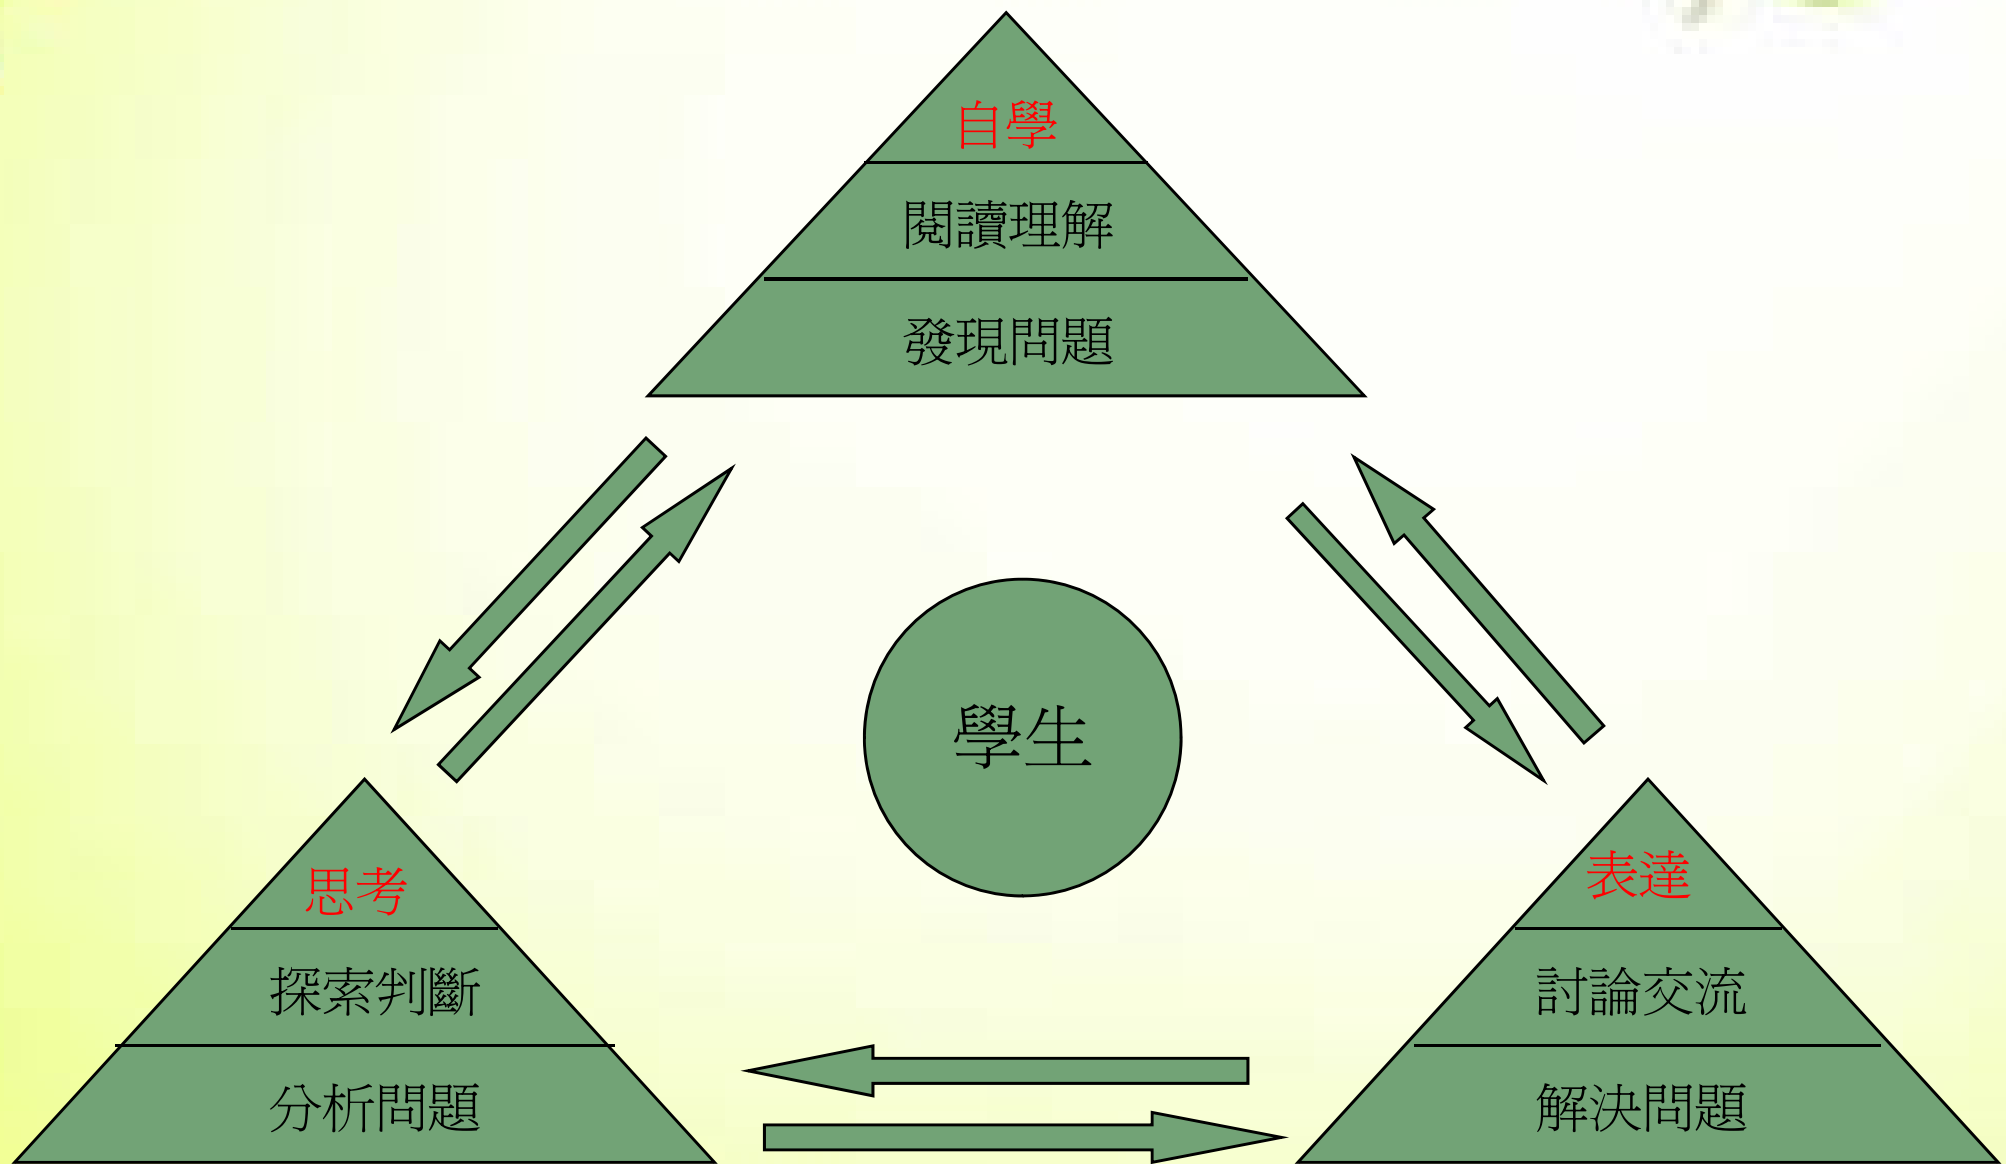 自學
閱讀理解
發現問題
學生
思考
探索判斷
分析問題
表達
討論交流
解決問題